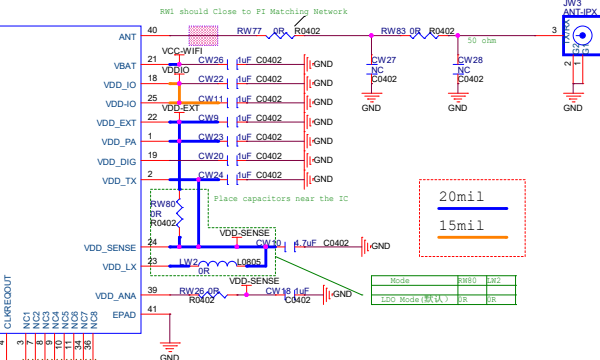 RW1 should Close to PI Matching Network
JW3
ANT-IPX
ANT 40 RW77 0R R0402 RW83 0R R0402 50 ohm 3
VCC-WIFI
VBAT 21 CW26 1uF C0402 GND
VDDIO
VDD_IO 18 CW22 1uF C0402 GND
VDD-IO 25 CW11 1uF C0402 GND
VDD-EXT
VDD_EXT 22 CW9 1uF C0402 GND
VDD_PA 1 CW23 1uF C0402 GND
VDD_DIG 19 CW20 1uF C0402 GND
VDD_TX 2 CW24 1uF C0402 GND
CW27
NC
C0402
GND
CW28
NC
C0402
GND
2 1
GND
Place capacitors near the IC
RW80
0R
R0402
20mil
15mil
VDD-SENSE
VDD_SENSE 24 4.7uF C0402 GND
VDD_LX 23 LW2 0R L0805
VDD-SENSE
VDD_ANA 39 RW26 0R R0402 CW18 1uF C0402 GND
EPAD 41
GND
Mode RW80 LW2
LDO Mode(默认) 0R 0R
CLKREQOUT
NC1
NC2
NC3
NC4
NC5
NC6
NC7
NC8
4 3 7 8 9 10 11 34 36